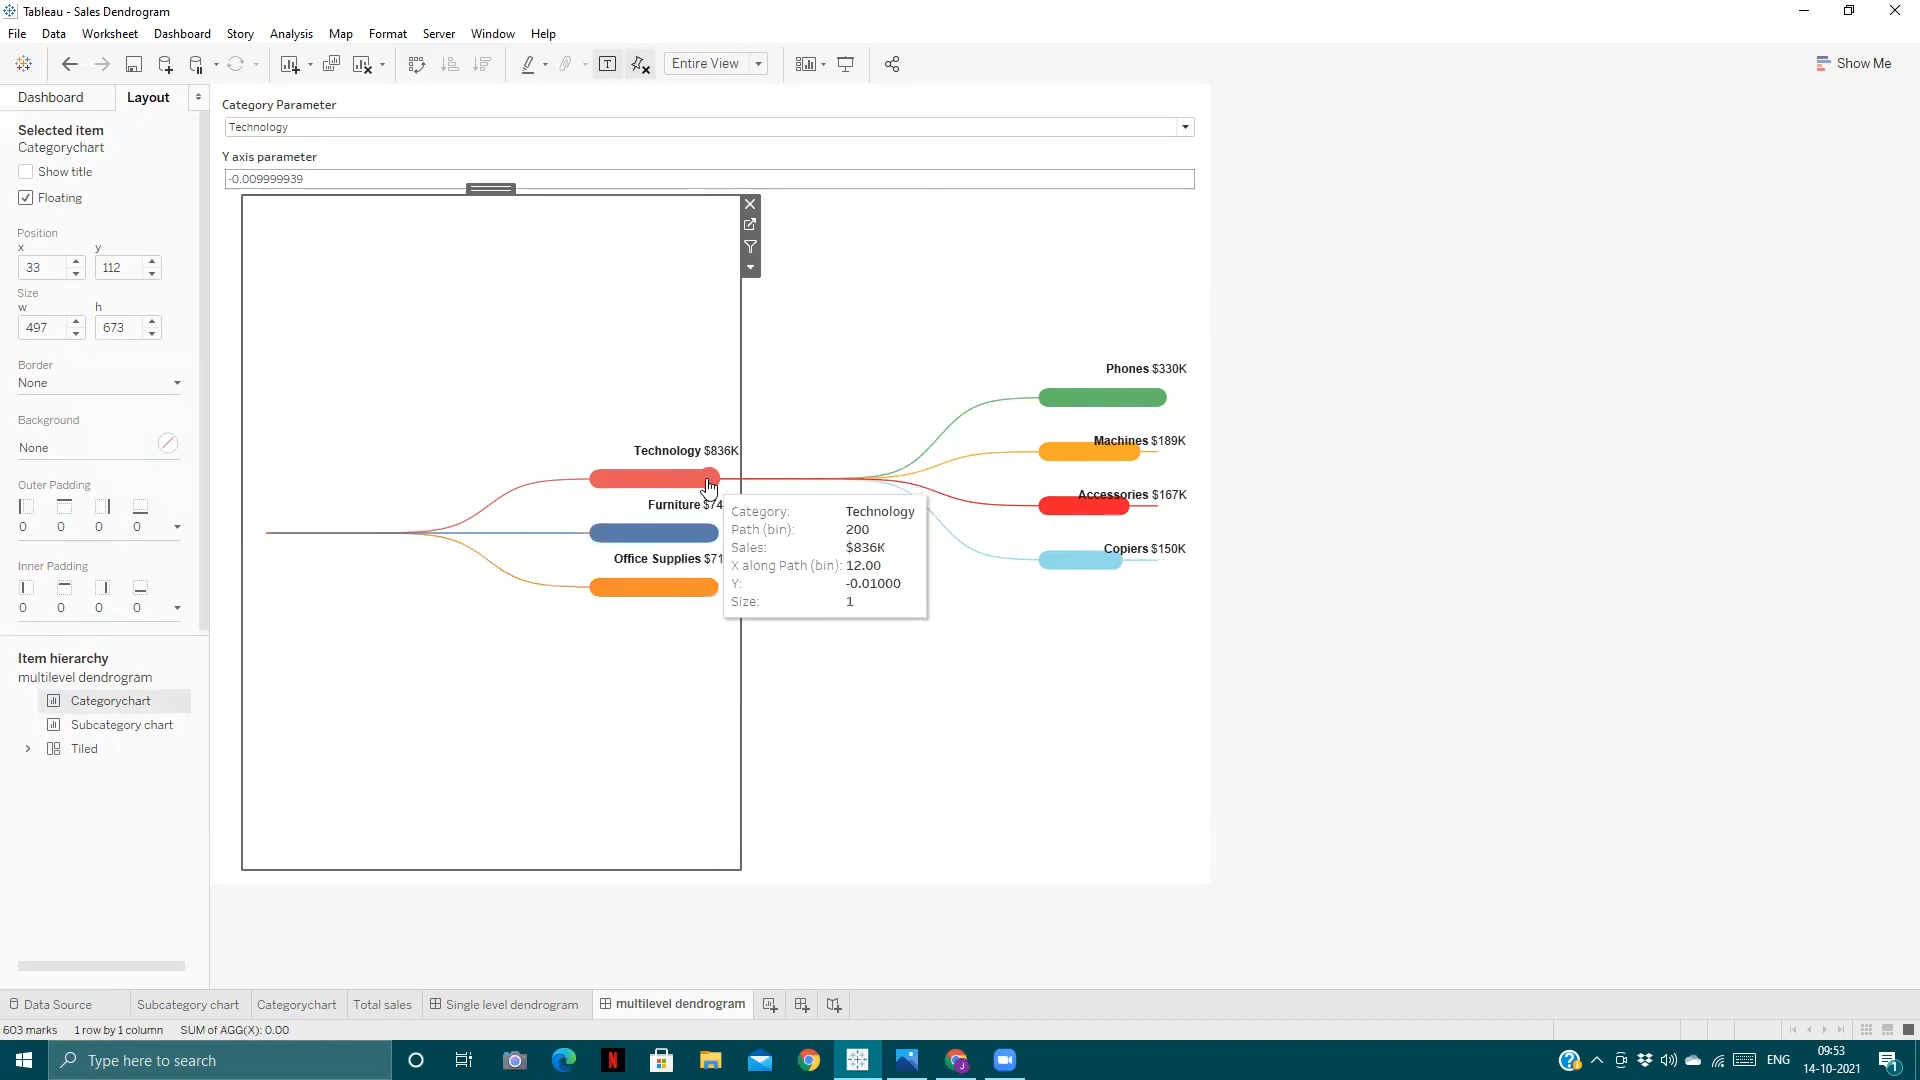 Tableau - Sales Dendrogram
File Data Worksheet Dashboard Story Analysis Map Format Server Window Help
Entire View
Show Me
Dashboard Layout
Selected item
Categorychart
Show title
Floating
Position
x y
33 112
Size
w h
497 673
Border
None
Background
None
Outer Padding
0 0 0 0
Inner Padding
0 0 0 0
Item hierarchy
multilevel dendrogram
Categorychart
Subcategory chart
Tiled
Category Parameter
Technology
Y axis parameter
-0.009999939
Technology $836K
Furniture $74
Office Supplies $71
Phones $330K
Machines $189K
Accessories $167K
Copiers $150K
Category: Technology
Path (bin): 200
Sales: $836K
X along Path (bin): 12.00
Y: -0.01000
Size: 1
Data Source Subcategory chart Categorychart Total sales Single level dendrogram multilevel dendrogram
603 marks 1 row by 1 column SUM of AGG(X): 0.00
Type here to search
N
J
ENG
09:53
14-10-2021
1